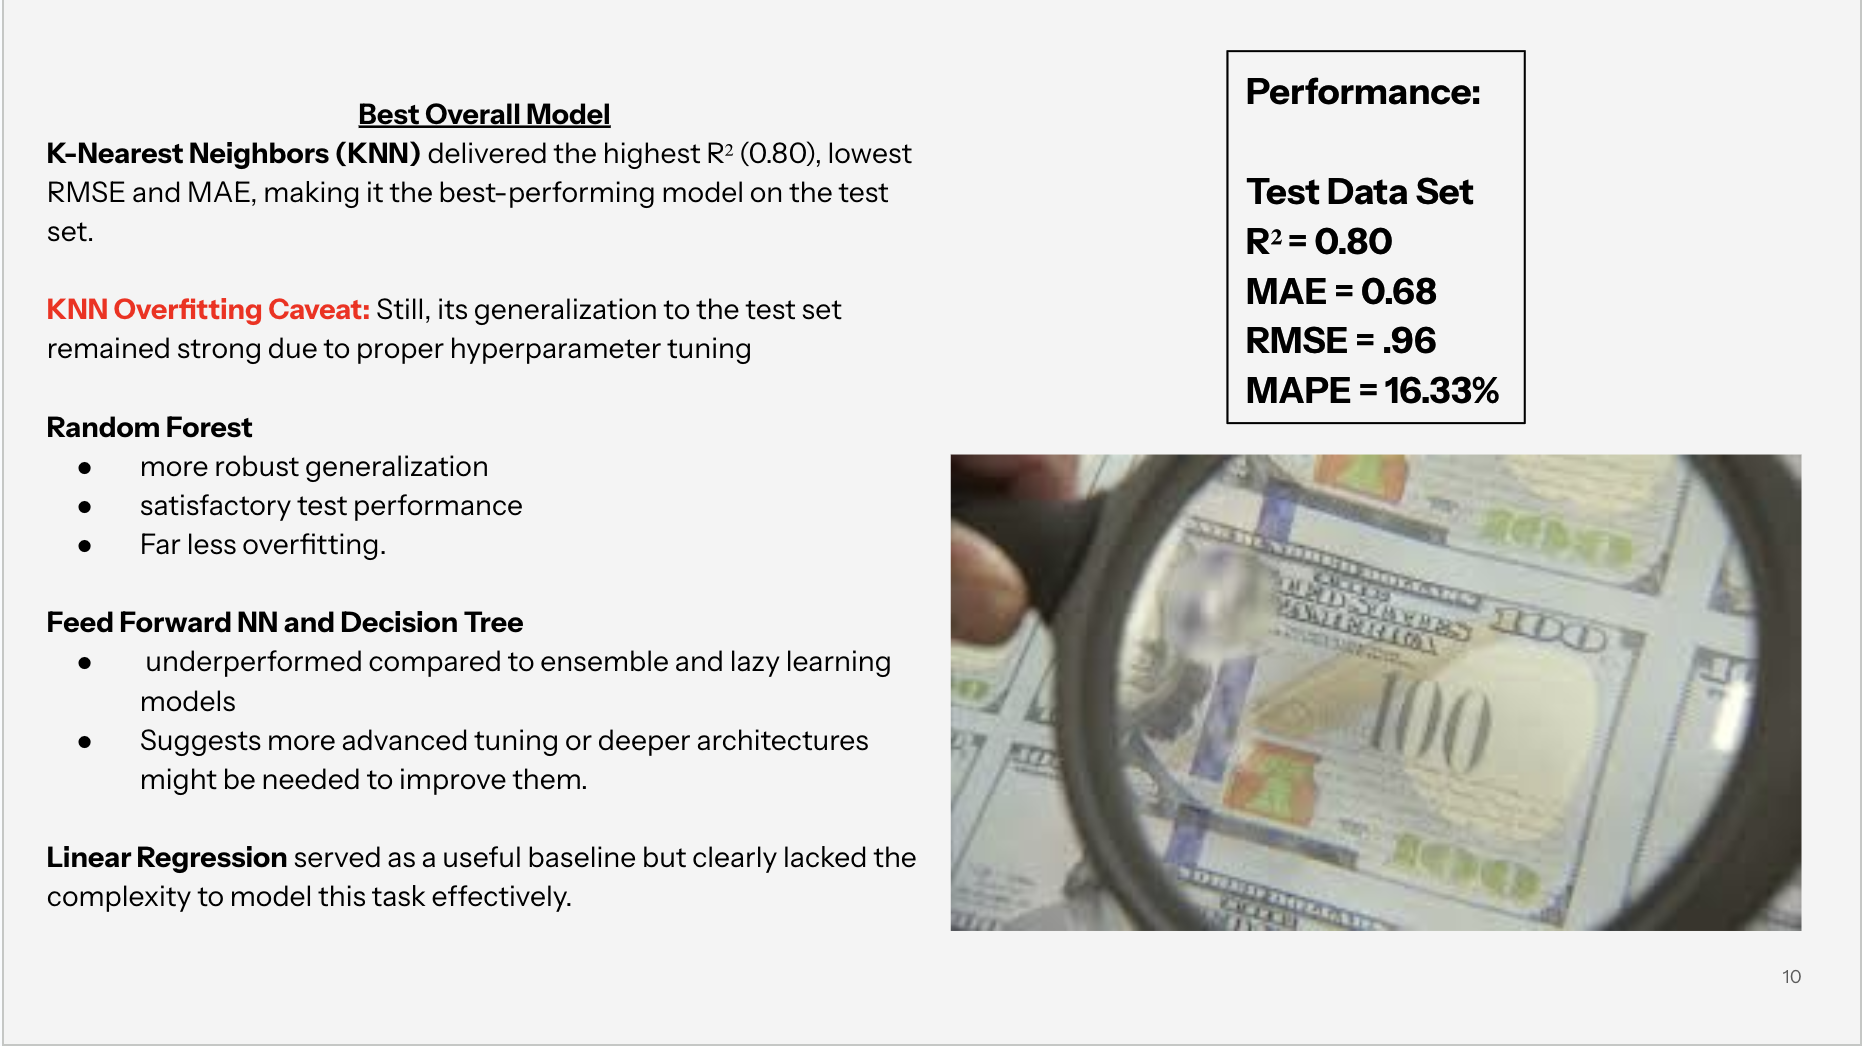 Best Overall Model
K-Nearest Neighbors (KNN) delivered the highest R² (0.80), lowest
RMSE and MAE, making it the best-performing model on the test
set.
KNN Overfitting Caveat: Still, its generalization to the test set
remained strong due to proper hyperparameter tuning
Random Forest
● more robust generalization
● satisfactory test performance
● Far less overfitting.
Feed Forward NN and Decision Tree
● underperformed compared to ensemble and lazy learning
models
● Suggests more advanced tuning or deeper architectures
might be needed to improve them.
Linear Regression served as a useful baseline but clearly lacked the
complexity to model this task effectively.
Performance:
Test Data Set
R² = 0.80
MAE = 0.68
RMSE = .96
MAPE = 16.33%
100
100
10